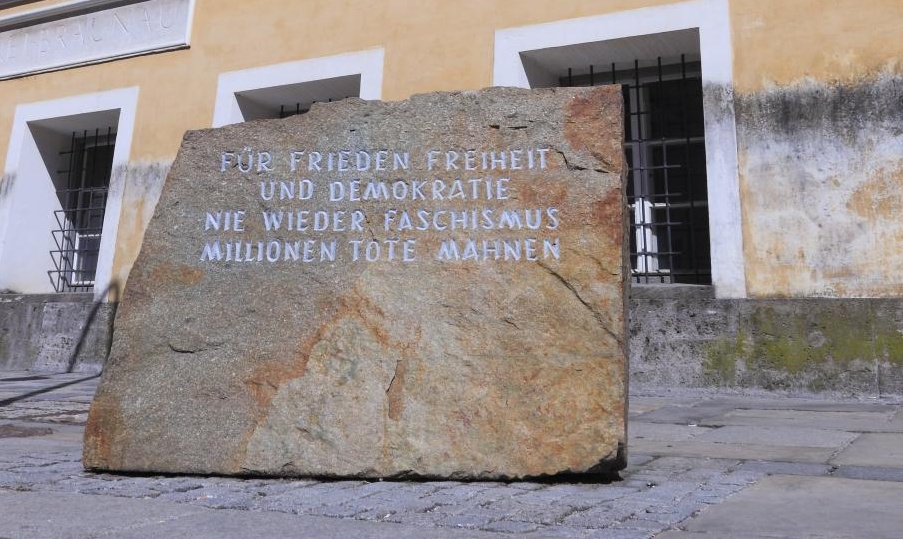 FÜR FRIEDEN FREIHEIT
UND DEMOKRATIE
NIE WIEDER FASCHISMUS
MILLIONEN TOTE MAHNEN